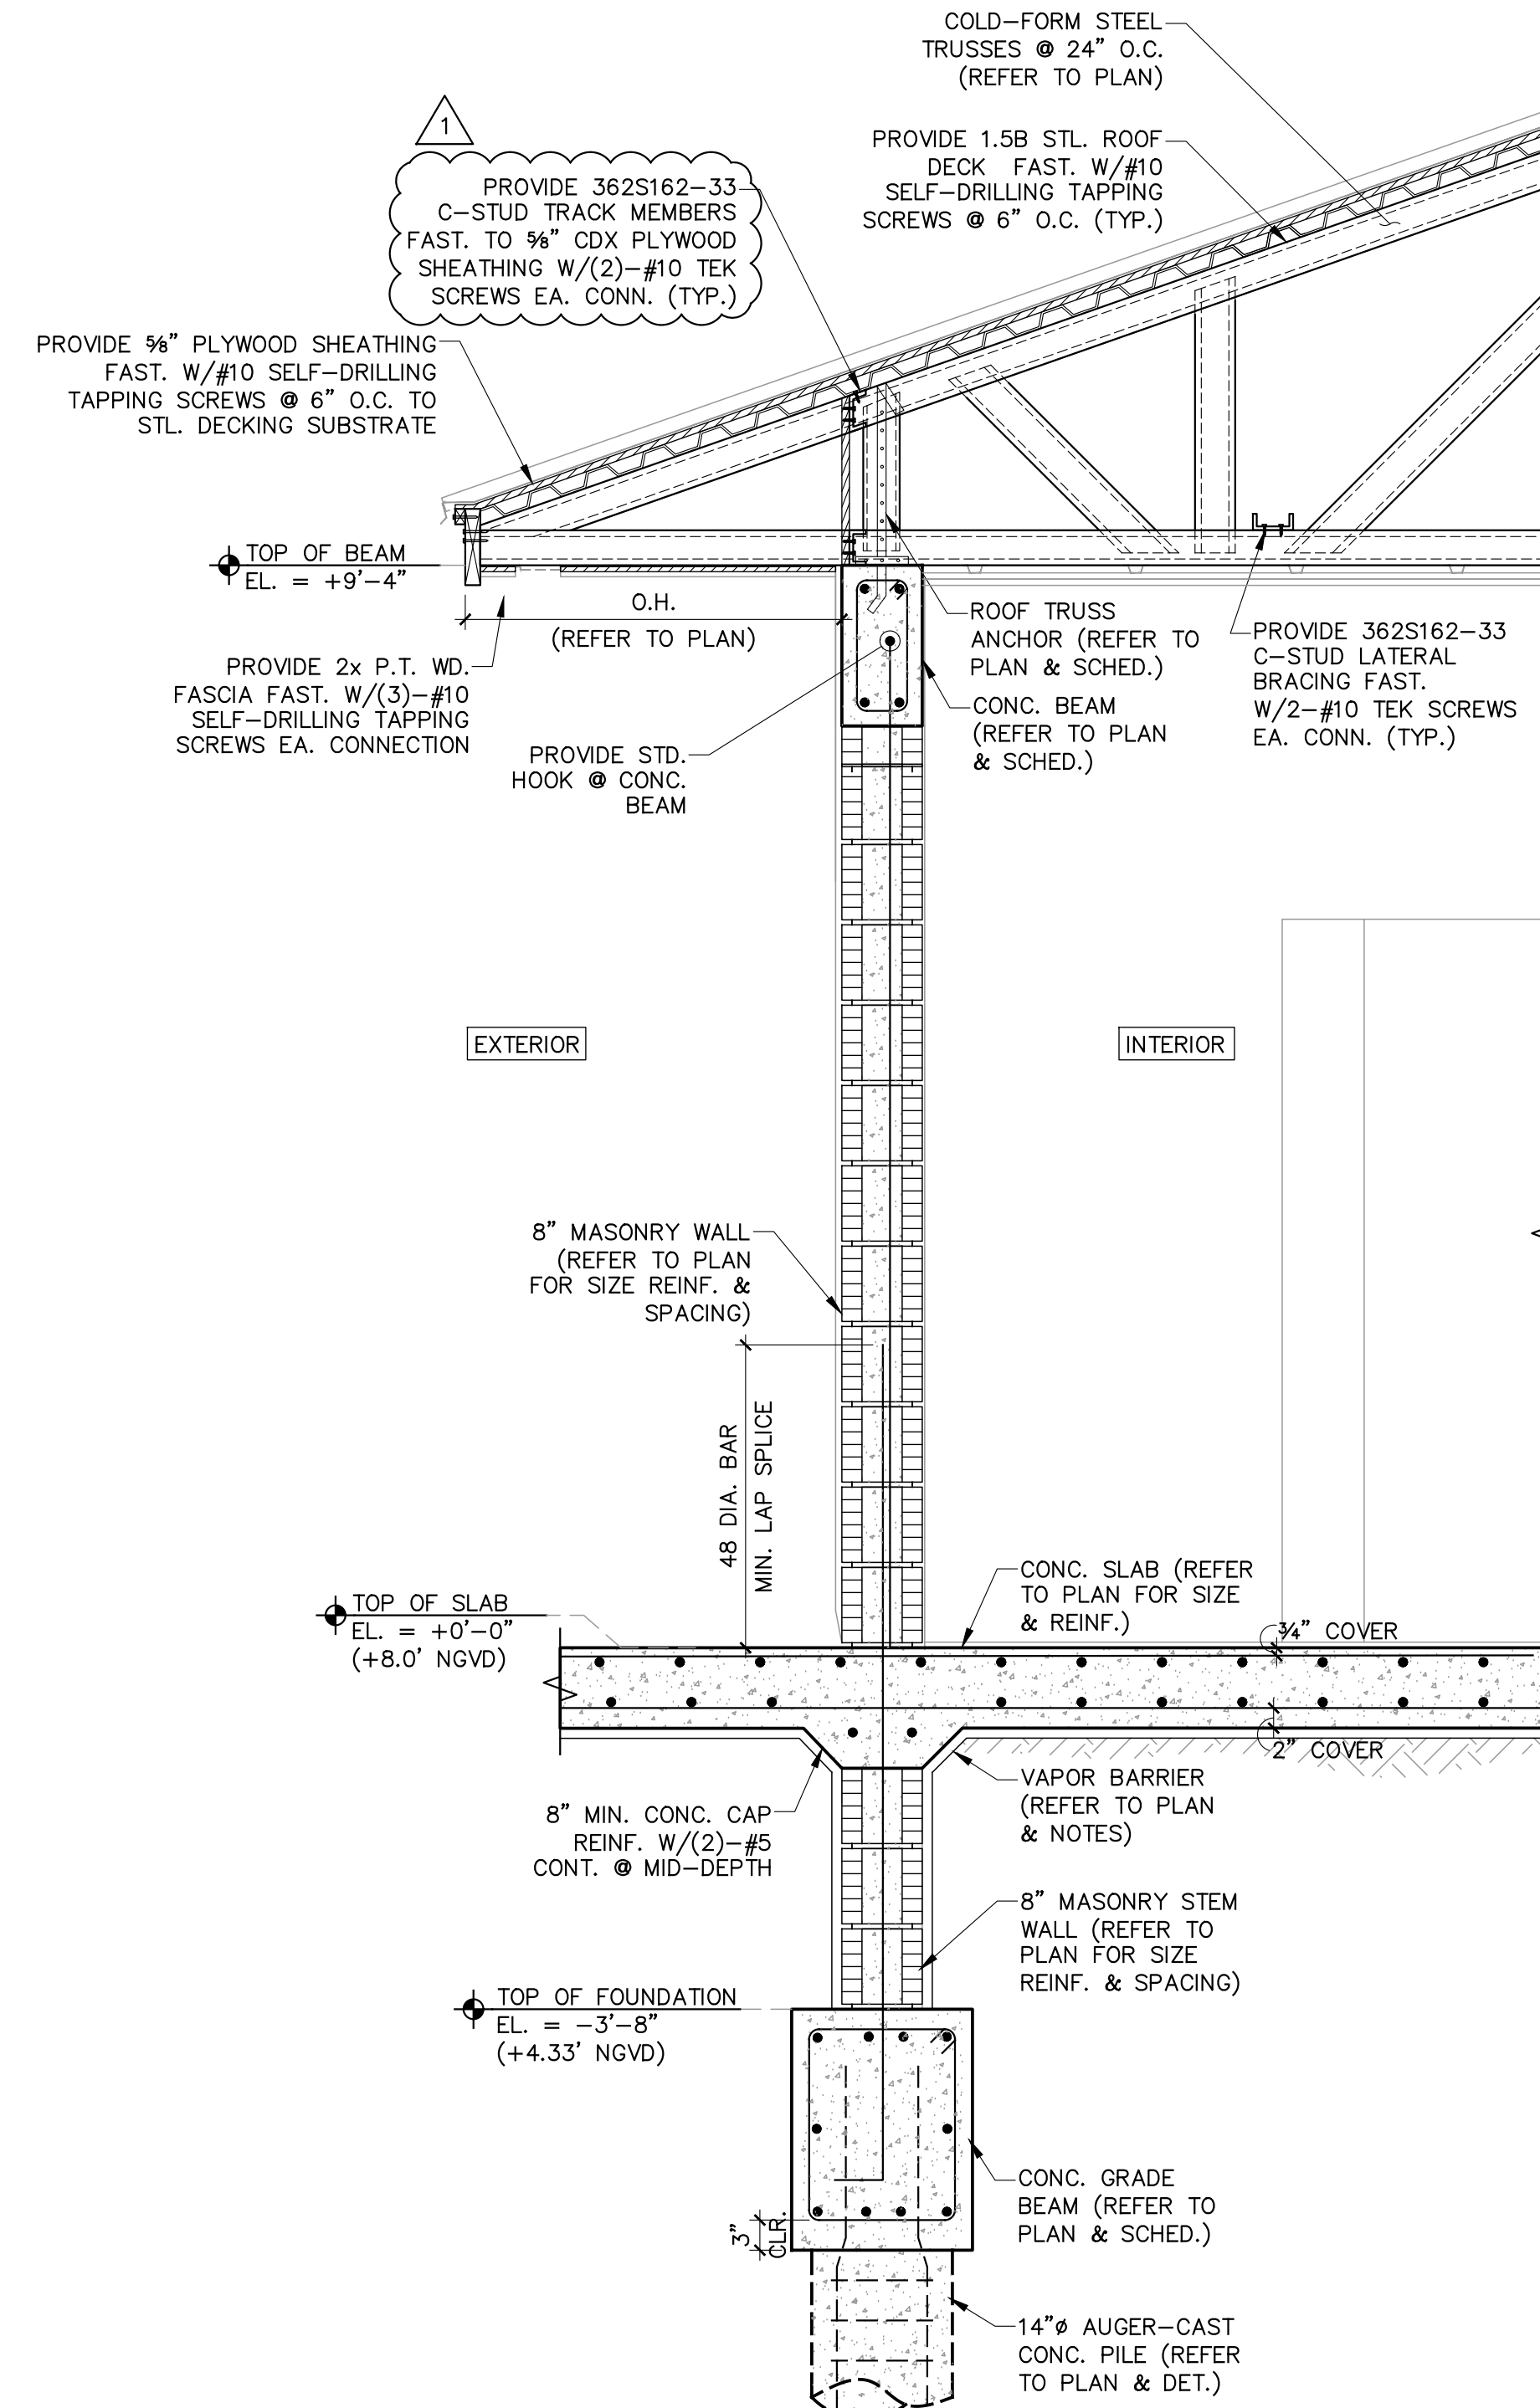 COLD-FORM STEEL
TRUSSES @ 24" O.C.
(REFER TO PLAN)
1
PROVIDE 1.5B STL. ROOF
DECK FAST. W/#10
SELF-DRILLING TAPPING
SCREWS @ 6" O.C. (TYP.)
PROVIDE 362S162-33
C-STUD TRACK MEMBERS
FAST. TO ⅝" CDX PLYWOOD
SHEATHING W/(2)-#10 TEK
SCREWS EA. CONN. (TYP.)
PROVIDE ⅝" PLYWOOD SHEATHING
FAST. W/#10 SELF-DRILLING
TAPPING SCREWS @ 6" O.C. TO
STL. DECKING SUBSTRATE
TOP OF BEAM
EL. = +9'-4"
O.H.
(REFER TO PLAN)
ROOF TRUSS
ANCHOR (REFER TO
PLAN & SCHED.)
PROVIDE 362S162-33
C-STUD LATERAL
BRACING FAST.
W/2-#10 TEK SCREWS
EA. CONN. (TYP.)
PROVIDE 2x P.T. WD.
FASCIA FAST. W/(3)-#10
SELF-DRILLING TAPPING
SCREWS EA. CONNECTION
CONC. BEAM
(REFER TO PLAN
& SCHED.)
PROVIDE STD.
HOOK @ CONC.
BEAM
EXTERIOR
INTERIOR
8" MASONRY WALL
(REFER TO PLAN
FOR SIZE REINF. &
SPACING)
48 DIA. BAR
MIN. LAP SPLICE
CONC. SLAB (REFER
TO PLAN FOR SIZE
& REINF.)
TOP OF SLAB
EL. = +0'-0"
(+8.0' NGVD)
¾" COVER
2" COVER
VAPOR BARRIER
(REFER TO PLAN
& NOTES)
8" MIN. CONC. CAP
REINF. W/(2)-#5
CONT. @ MID-DEPTH
8" MASONRY STEM
WALL (REFER TO
PLAN FOR SIZE
REINF. & SPACING)
TOP OF FOUNDATION
EL. = -3'-8"
(+4.33' NGVD)
CONC. GRADE
BEAM (REFER TO
PLAN & SCHED.)
3"
CLR.
14"ø AUGER-CAST
CONC. PILE (REFER
TO PLAN & DET.)